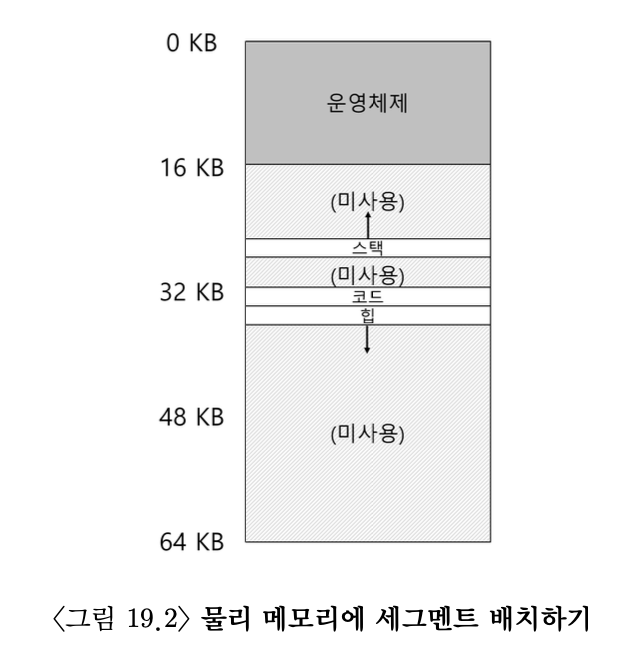 0 KB
운영체제
16 KB
(미사용)
스택
(미사용)
32 KB
코드
힙
48 KB
(미사용)
64 KB
〈그림 19.2〉 물리 메모리에 세그멘트 배치하기